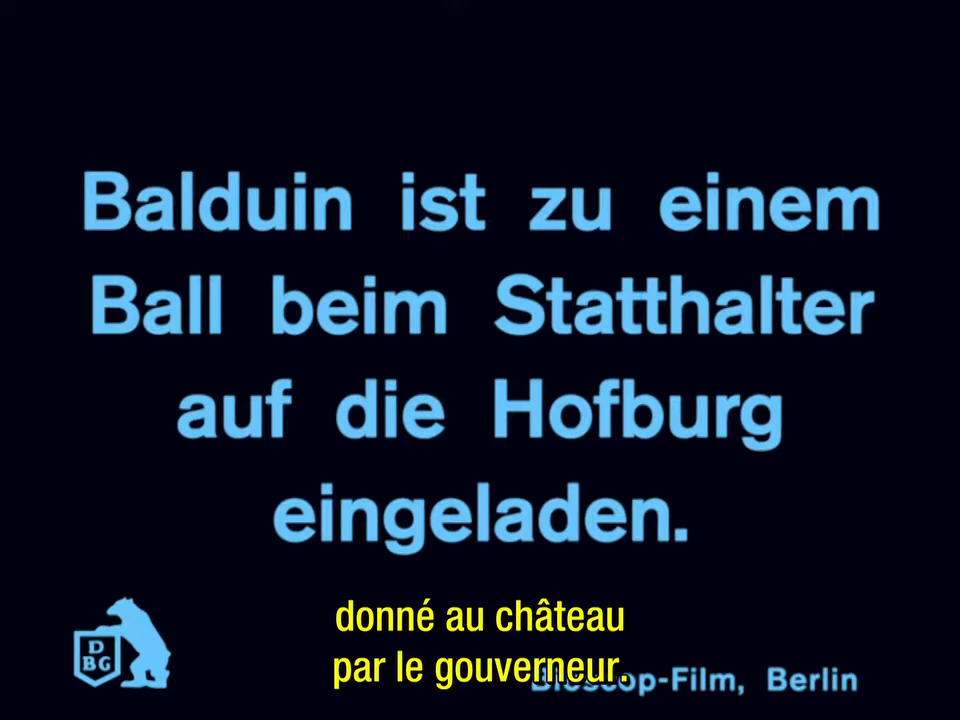 Balduin ist zu einem
Ball beim Statthalter
auf die Hofburg
eingeladen.
donné au château
par le gouverneur.
D
BG
Bioscop-Film, Berlin